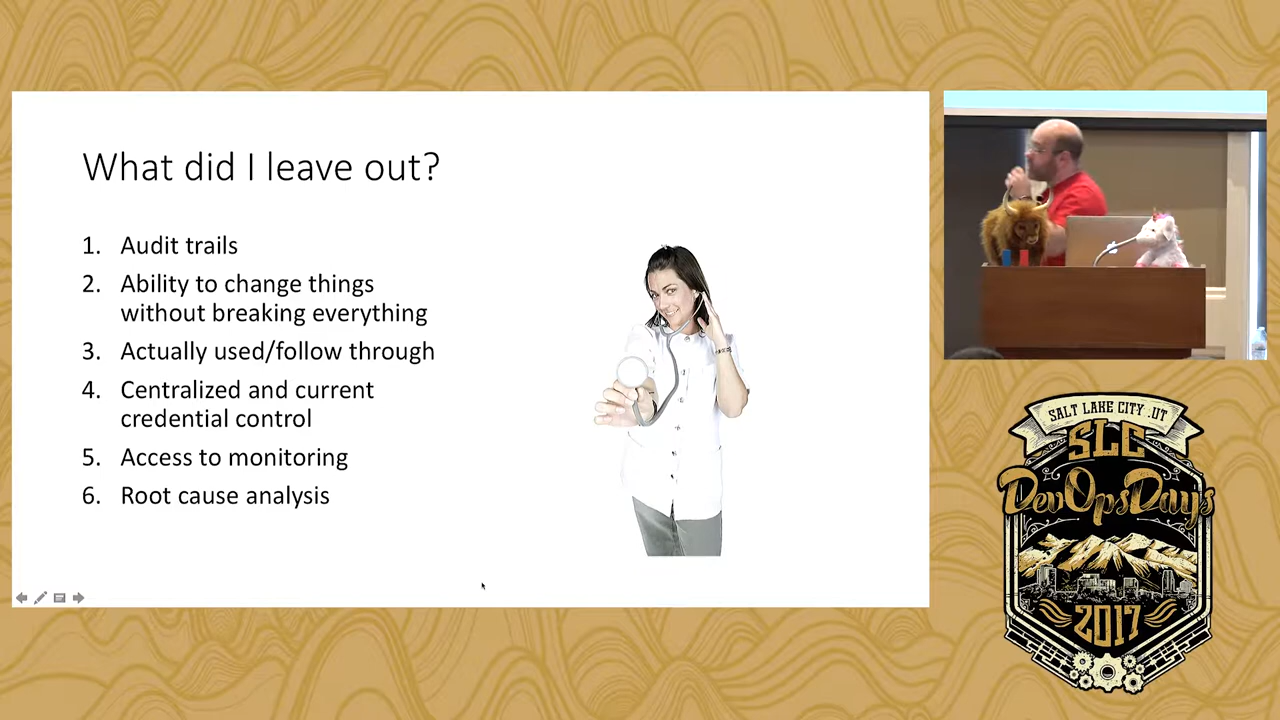 What did I leave out?
1. Audit trails
2. Ability to change things
without breaking everything
3. Actually used/follow through
4. Centralized and current
credential control
5. Access to monitoring
6. Root cause analysis
SALT LAKE CITY .UT
SLC
DevOpsDays
2017